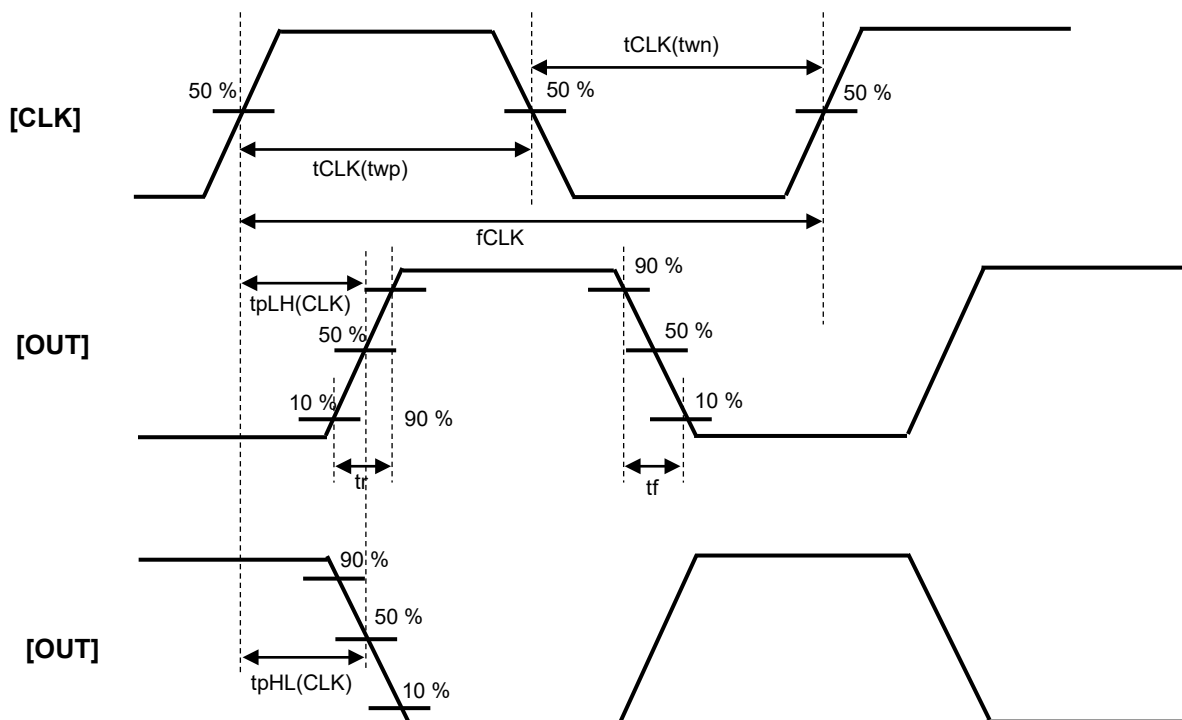 tCLK(twn)
50 %
50 %
50 %
[CLK]
tCLK(twp)
fCLK
90 %
tpLH(CLK)
50 %
50 %
[OUT]
10 %
90 %
10 %
tr
tf
90 %
50 %
[OUT]
tpHL(CLK)
10 %